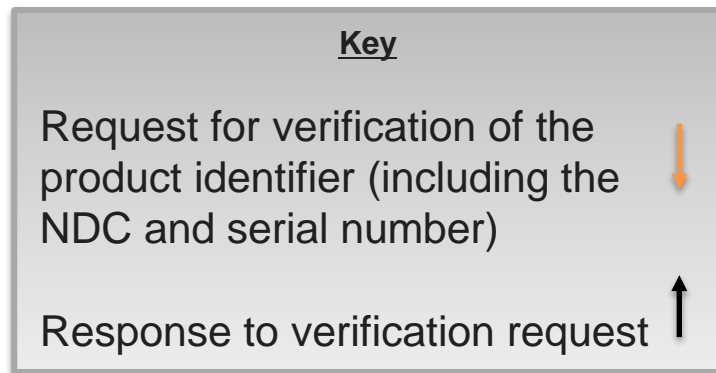 Key
Request for verification of the
product identifier (including the
NDC and serial number)
Response to verification request